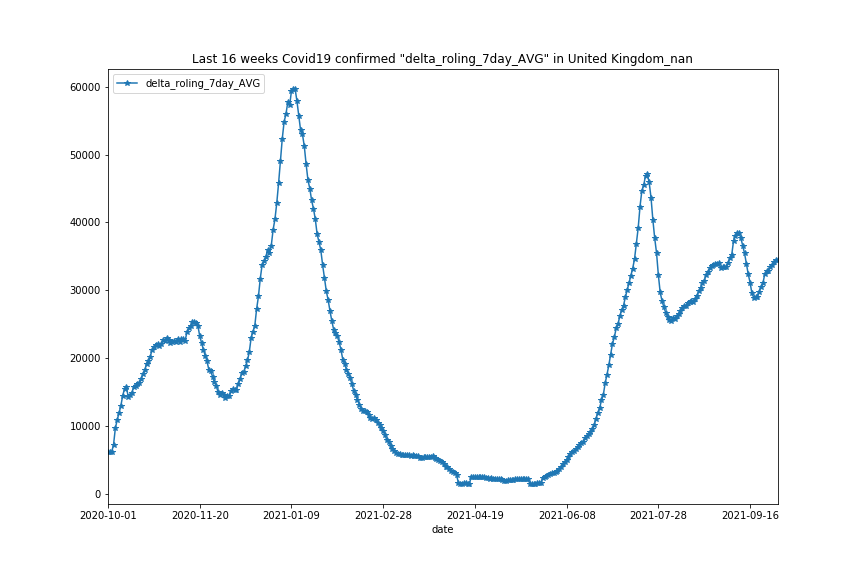 Last 16 weeks Covid19 confirmed "delta_roling_7day_AVG" in United Kingdom_nan
delta_roling_7day_AVG
60000
50000
40000
30000
20000
10000
0
2020-10-01 2020-11-20 2021-01-09 2021-02-28 2021-04-19 2021-06-08 2021-07-28 2021-09-16
date